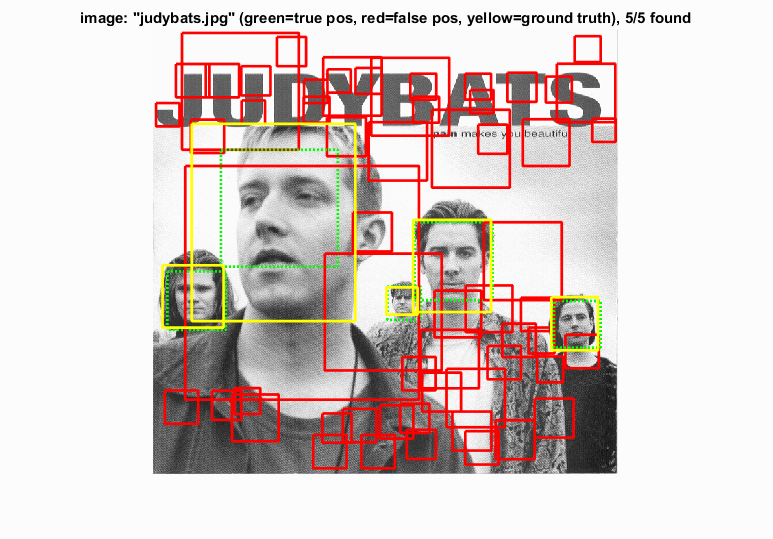 image: "judybats.jpg" (green=true pos, red=false pos, yellow=ground truth), 5/5 found
JUDYBATS
pain makes you beautiful